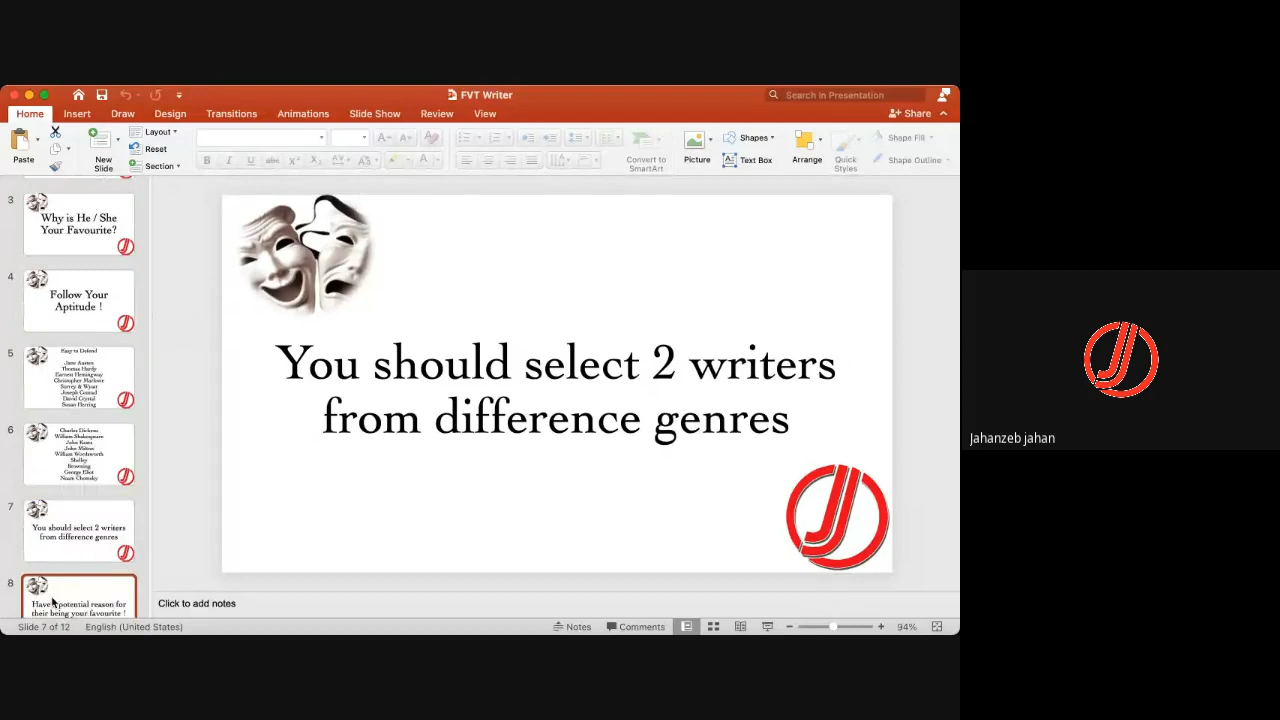 FVT Writer
Search in Presentation
Home
Insert
Draw
Design
Transitions
Animations
Slide Show
Review
View
Share
Paste
New Slide
Layout
Reset
Section
Convert to SmartArt
Picture
Shapes
Text Box
Arrange
Quick Styles
Shape Fill
Shape Outline
3
Why is He / She
Your Favourite?
4
Follow Your
Aptitude !
5
Easy to Defend
Jane Austen
Thomas Hardy
Earnest Hemingway
Christopher Marlowe
Surrey & Wyatt
Joseph Conrad
David Crystal
Susan Herring
6
Charles Dickens
William Shakespeare
John Keats
John Milton
William Wordsworth
Shelley
Browning
George Eliot
Noam Chomsky
7
You should select 2 writers
from difference genres
8
Have potential reason for
their being your favourite !
You should select 2 writers
from difference genres
Click to add notes
Slide 7 of 12
English (United States)
Notes
Comments
94%
Jahanzeb jahan